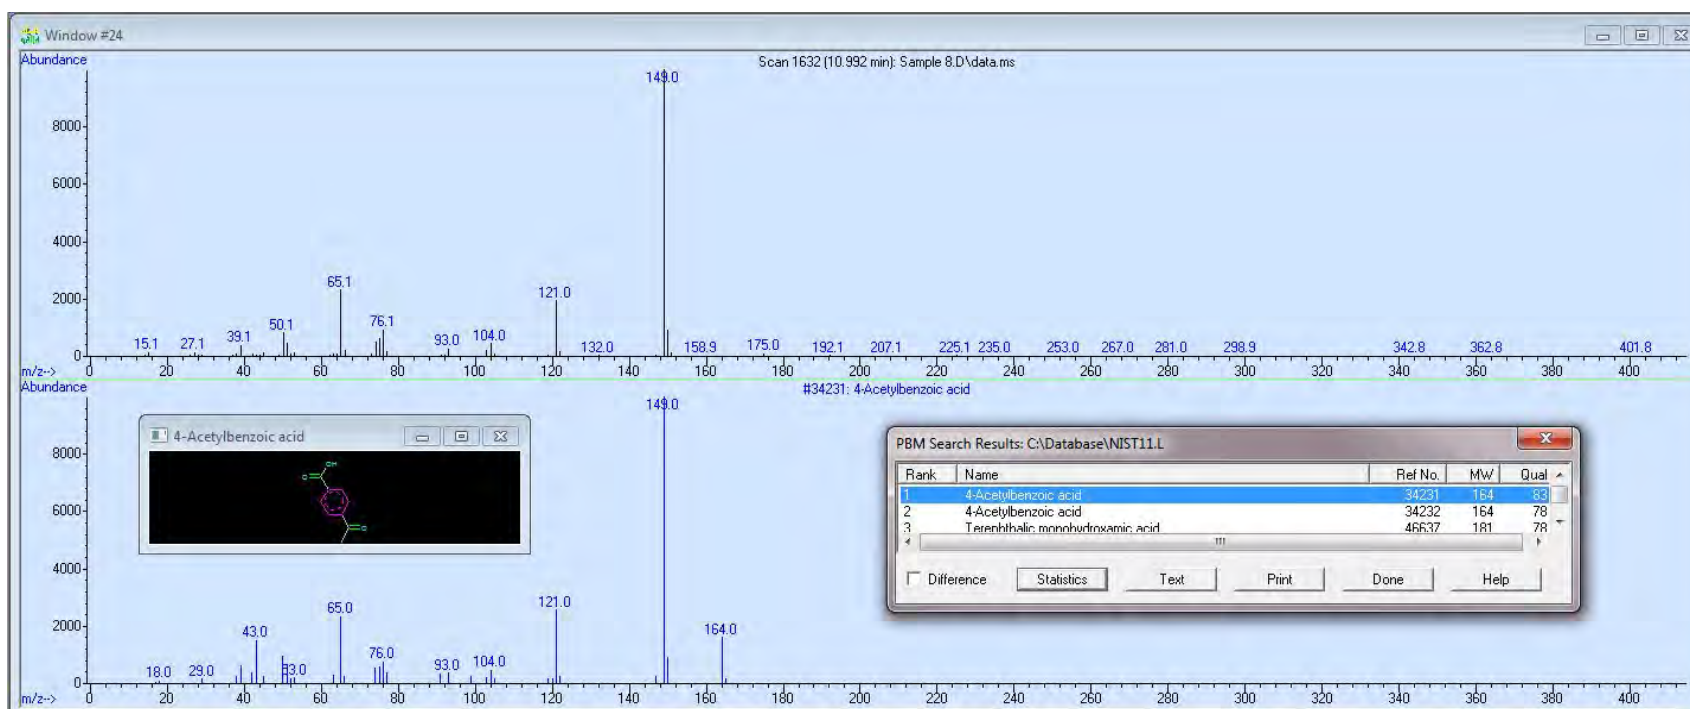 Window #24
Abundance
Scan 1632 (10.992 min): Sample 8.D\data.ms
149.0
8000
6000
4000
65.1
2000
121.0
50.1
76.1
15.1 27.1 39.1 93.0 104.0 132.0 158.9 175.0 192.1 207.1 225.1 235.0 253.0 267.0 281.0 298.9 342.8 362.8 401.8
0
m/z--> 0 20 40 60 80 100 120 140 160 180 200 220 240 260 280 300 320 340 360 380 400
Abundance
#34231: 4-Acetylbenzoic acid
149.0
4-Acetylbenzoic acid
O OH
O
PBM Search Results: C:\Database\NIST11.L
Rank Name Ref No. MW Qual
1 4-Acetylbenzoic acid 34231 164 83
2 4-Acetylbenzoic acid 34232 164 78
3 Terephthalic monohydroxamic acid 46637 181 78
Difference Statistics Text Print Done Help
8000
6000
4000
65.0
121.0
2000
43.0
164.0
18.0 29.0 53.0 76.0 93.0 104.0
0
m/z--> 0 20 40 60 80 100 120 140 160 180 200 220 240 260 280 300 320 340 360 380 400